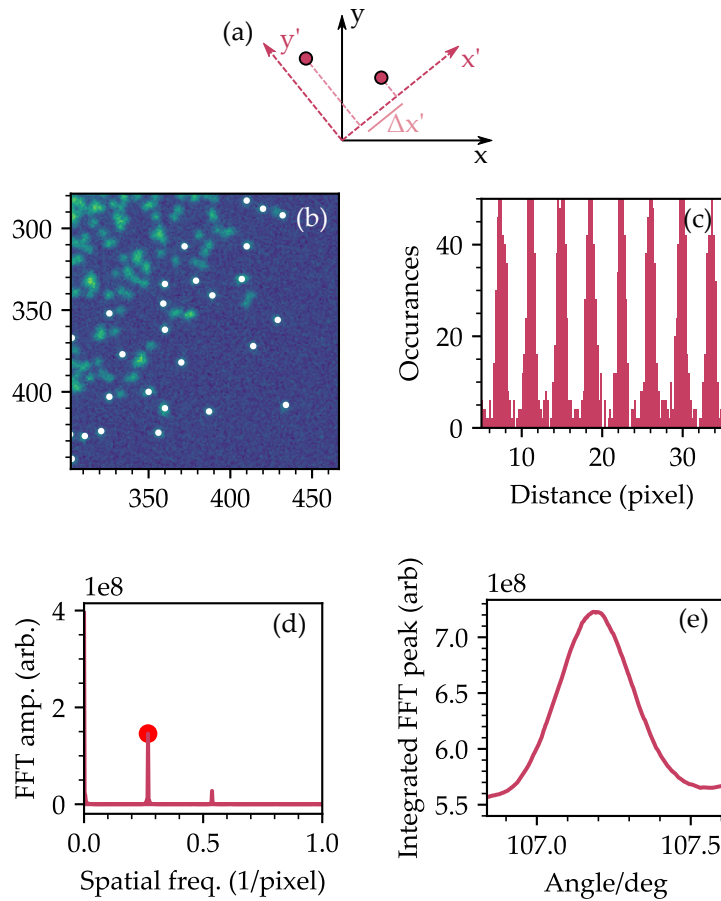 (a)
y
y'
x'
Δx'
x
(b)
300
350
400
350
400
450
(c)
Occurances
40
20
0
10
20
30
Distance (pixel)
1e8
(d)
FFT amp. (arb.)
4
2
0
0.0
0.5
1.0
Spatial freq. (1/pixel)
1e8
(e)
Integrated FFT peak (arb)
7.0
6.0
5.5
107.0
107.5
Angle/deg